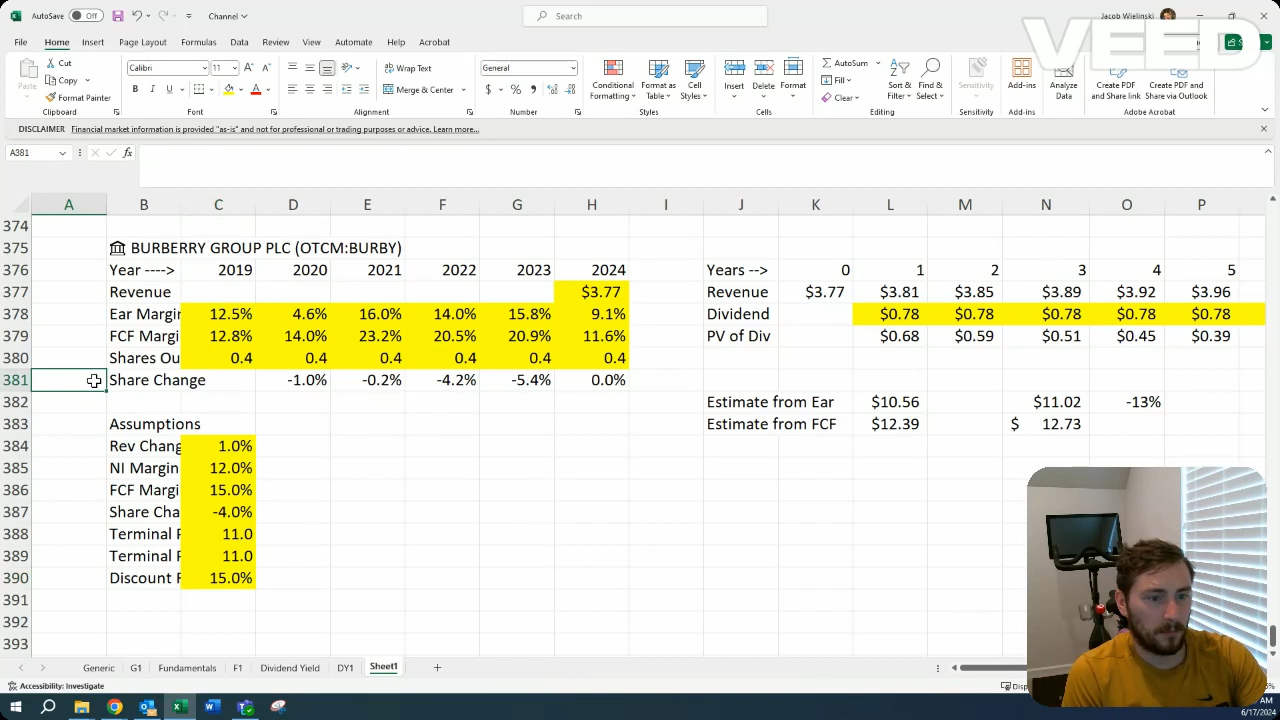 AutoSave Off Channel Search Jacob Wielinski
VEED
File Home Insert Page Layout Formulas Data Review View Automate Help Acrobat
Cut Calibri 11 Wrap Text General AutoSum
Paste Copy Conditional Format as Cell Insert Delete Format Fill Sort & Find & Sensitivity Add-ins Analyze Create PDF Create PDF and
Format Painter B I U Merge & Center $ % Formatting Table Styles Clear Filter Select Data and Share link Share via Outlook
Clipboard Font Alignment Number Styles Cells Editing Sensitivity Add-ins Adobe Acrobat
DISCLAIMER Financial market information is provided "as-is" and not for professional or trading purposes or advice. Learn more...
A381 fx
A B C D E F G H I J K L M N O P
374
375 BURBERRY GROUP PLC (OTCM:BURBY)
376 Year ----> 2019 2020 2021 2022 2023 2024 Years --> 0 1 2 3 4 5
377 Revenue $3.77 Revenue $3.77 $3.81 $3.85 $3.89 $3.92 $3.96
378 Ear Margin 12.5% 4.6% 16.0% 14.0% 15.8% 9.1% Dividend $0.78 $0.78 $0.78 $0.78 $0.78
379 FCF Margi 12.8% 14.0% 23.2% 20.5% 20.9% 11.6% PV of Div $0.68 $0.59 $0.51 $0.45 $0.39
380 Shares Ou 0.4 0.4 0.4 0.4 0.4 0.4
381 Share Change -1.0% -0.2% -4.2% -5.4% 0.0%
382 Estimate from Ear $10.56 $11.02 -13%
383 Assumptions Estimate from FCF $12.39 $ 12.73
384 Rev Chang 1.0%
385 NI Margin 12.0%
386 FCF Margi 15.0%
387 Share Cha -4.0%
388 Terminal F 11.0
389 Terminal F 11.0
390 Discount F 15.0%
391
392
393
Generic G1 Fundamentals F1 Dividend Yield DY1 Sheet1
Accessibility: Investigate
AM
6/17/2024